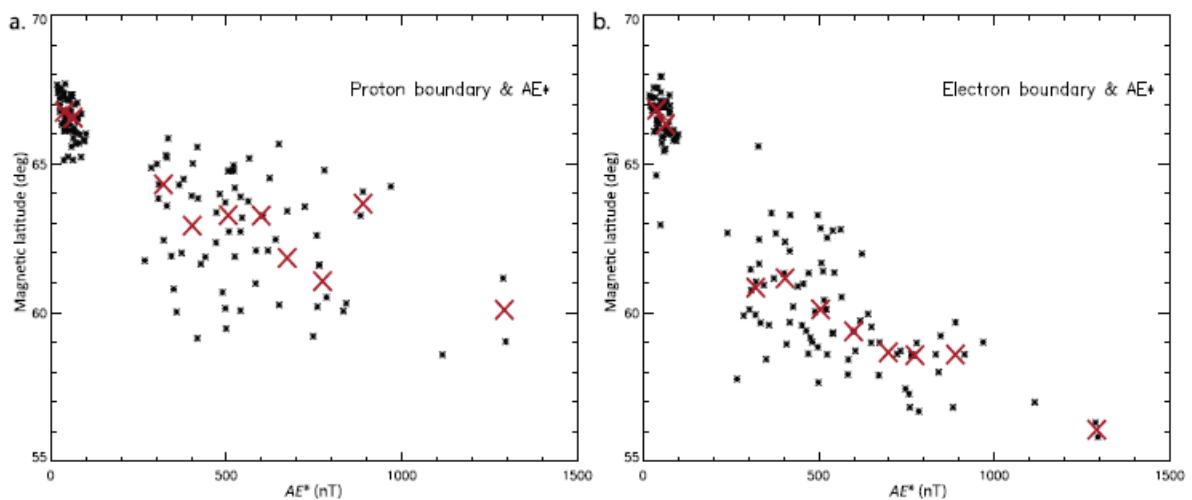 a.
70
65
60
55
Magnetic latitude (deg)
Proton boundary & AE*
0
500
1000
1500
AE* (nT)
b.
70
65
60
55
Magnetic latitude (deg)
Electron boundary & AE*
0
500
1000
1500
AE* (nT)